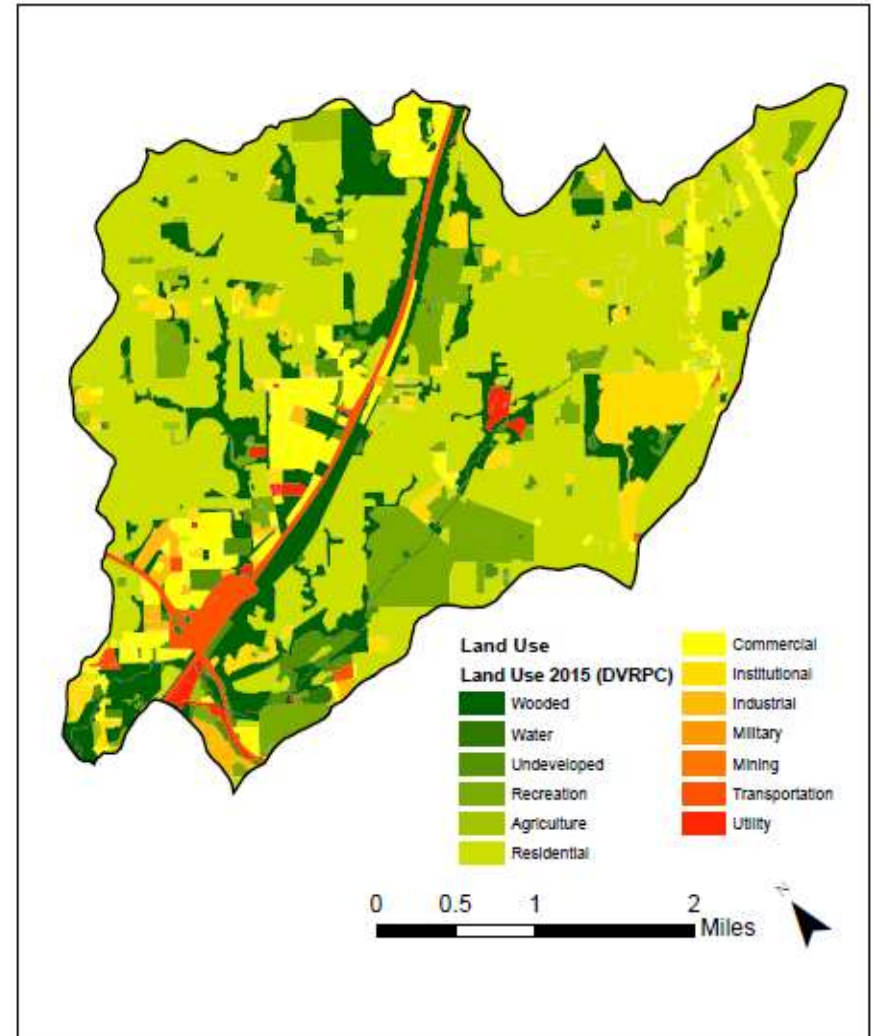 Land Use
Land Use 2015 (DVRPC)
Wooded
Water
Undeveloped
Recreation
Agriculture
Residential
Commercial
Institutional
Industrial
Military
Mining
Transportation
Utility
0 0.5 1 2
Miles
N